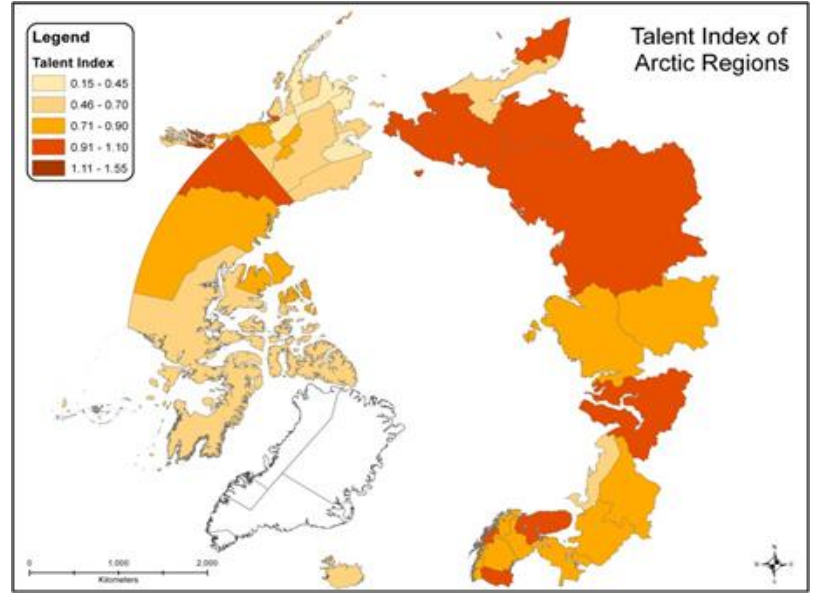 Legend
Talent Index
0.15 - 0.45
0.46 - 0.70
0.71 - 0.90
0.91 - 1.10
1.11 - 1.55
Talent Index of
Arctic Regions
0 1,000 2,000
Kilometers